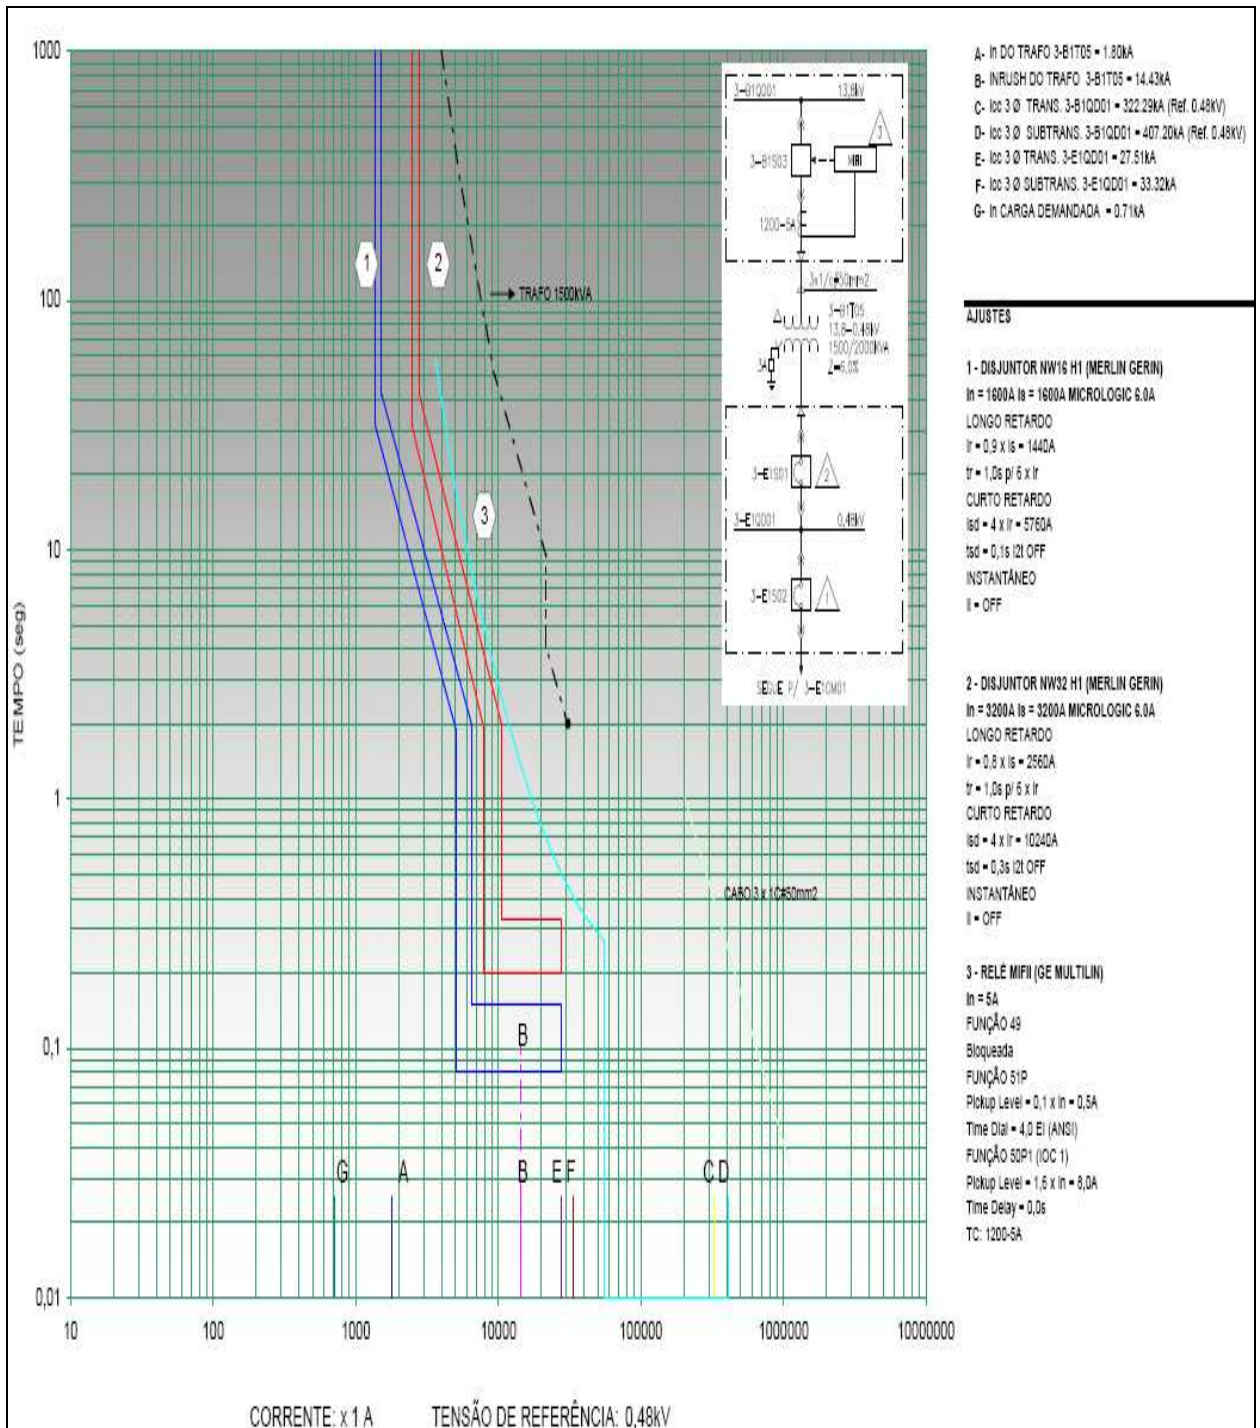 1000
100
10
1
0,1
0,01
TEMPO (seg)
10
100
1000
10000
100000
1000000
10000000
CORRENTE: x 1 A
TENSÃO DE REFERÊNCIA: 0,48kV
1
2
3
TRAFO 1500kVA
CABO 3 x 1C#50mm2
B
G
A
B
E
F
C
D
13,8kV
3
1200-5A
3-B1T05
13,8-0,48kV
1500/2000kVA
Z=6,0%
3A
3-E1S01
2
0,48kV
3-E1S02
1
SEGUE P/ 3-E1CM01
A- In DO TRAFO 3-B1T05 = 1.80kA
B- INRUSH DO TRAFO 3-B1T05 = 14.43kA
C- Icc 3 Ø TRANS. 3-B1QD01 = 322.29kA (Ref. 0.48kV)
D- Icc 3 Ø SUBTRANS. 3-B1QD01 = 407.20kA (Ref. 0.48kV)
E- Icc 3 Ø TRANS. 3-E1QD01 = 27.51kA
F- Icc 3 Ø SUBTRANS. 3-E1QD01 = 33.32kA
G- In CARGA DEMANDADA = 0.71kA
AJUSTES
1 - DISJUNTOR NW16 H1 (MERLIN GERIN)
In = 1600A Is = 1600A MICROLOGIC 6.0A
LONGO RETARDO
Ir = 0,9 x Is = 1440A
tr = 1,0s p/ 6 x Ir
CURTO RETARDO
Isd = 4 x Ir = 5760A
tsd = 0,1s I2t OFF
INSTANTÂNEO
II = OFF
2 - DISJUNTOR NW32 H1 (MERLIN GERIN)
In = 3200A Is = 3200A MICROLOGIC 6.0A
LONGO RETARDO
Ir = 0,8 x Is = 2560A
tr = 1,0s p/ 6 x Ir
CURTO RETARDO
Isd = 4 x Ir = 10240A
tsd = 0,3s I2t OFF
INSTANTÂNEO
II = OFF
3 - RELÉ MIFII (GE MULTILIN)
In = 5A
FUNÇÃO 49
Bloqueada
FUNÇÃO 51P
Pickup Level = 0,1 x In = 0,5A
Time Dial = 4,0 EI (ANSI)
FUNÇÃO 50P1 (IOC 1)
Pickup Level = 1,6 x In = 8,0A
Time Delay = 0,0s
TC: 1200-5A